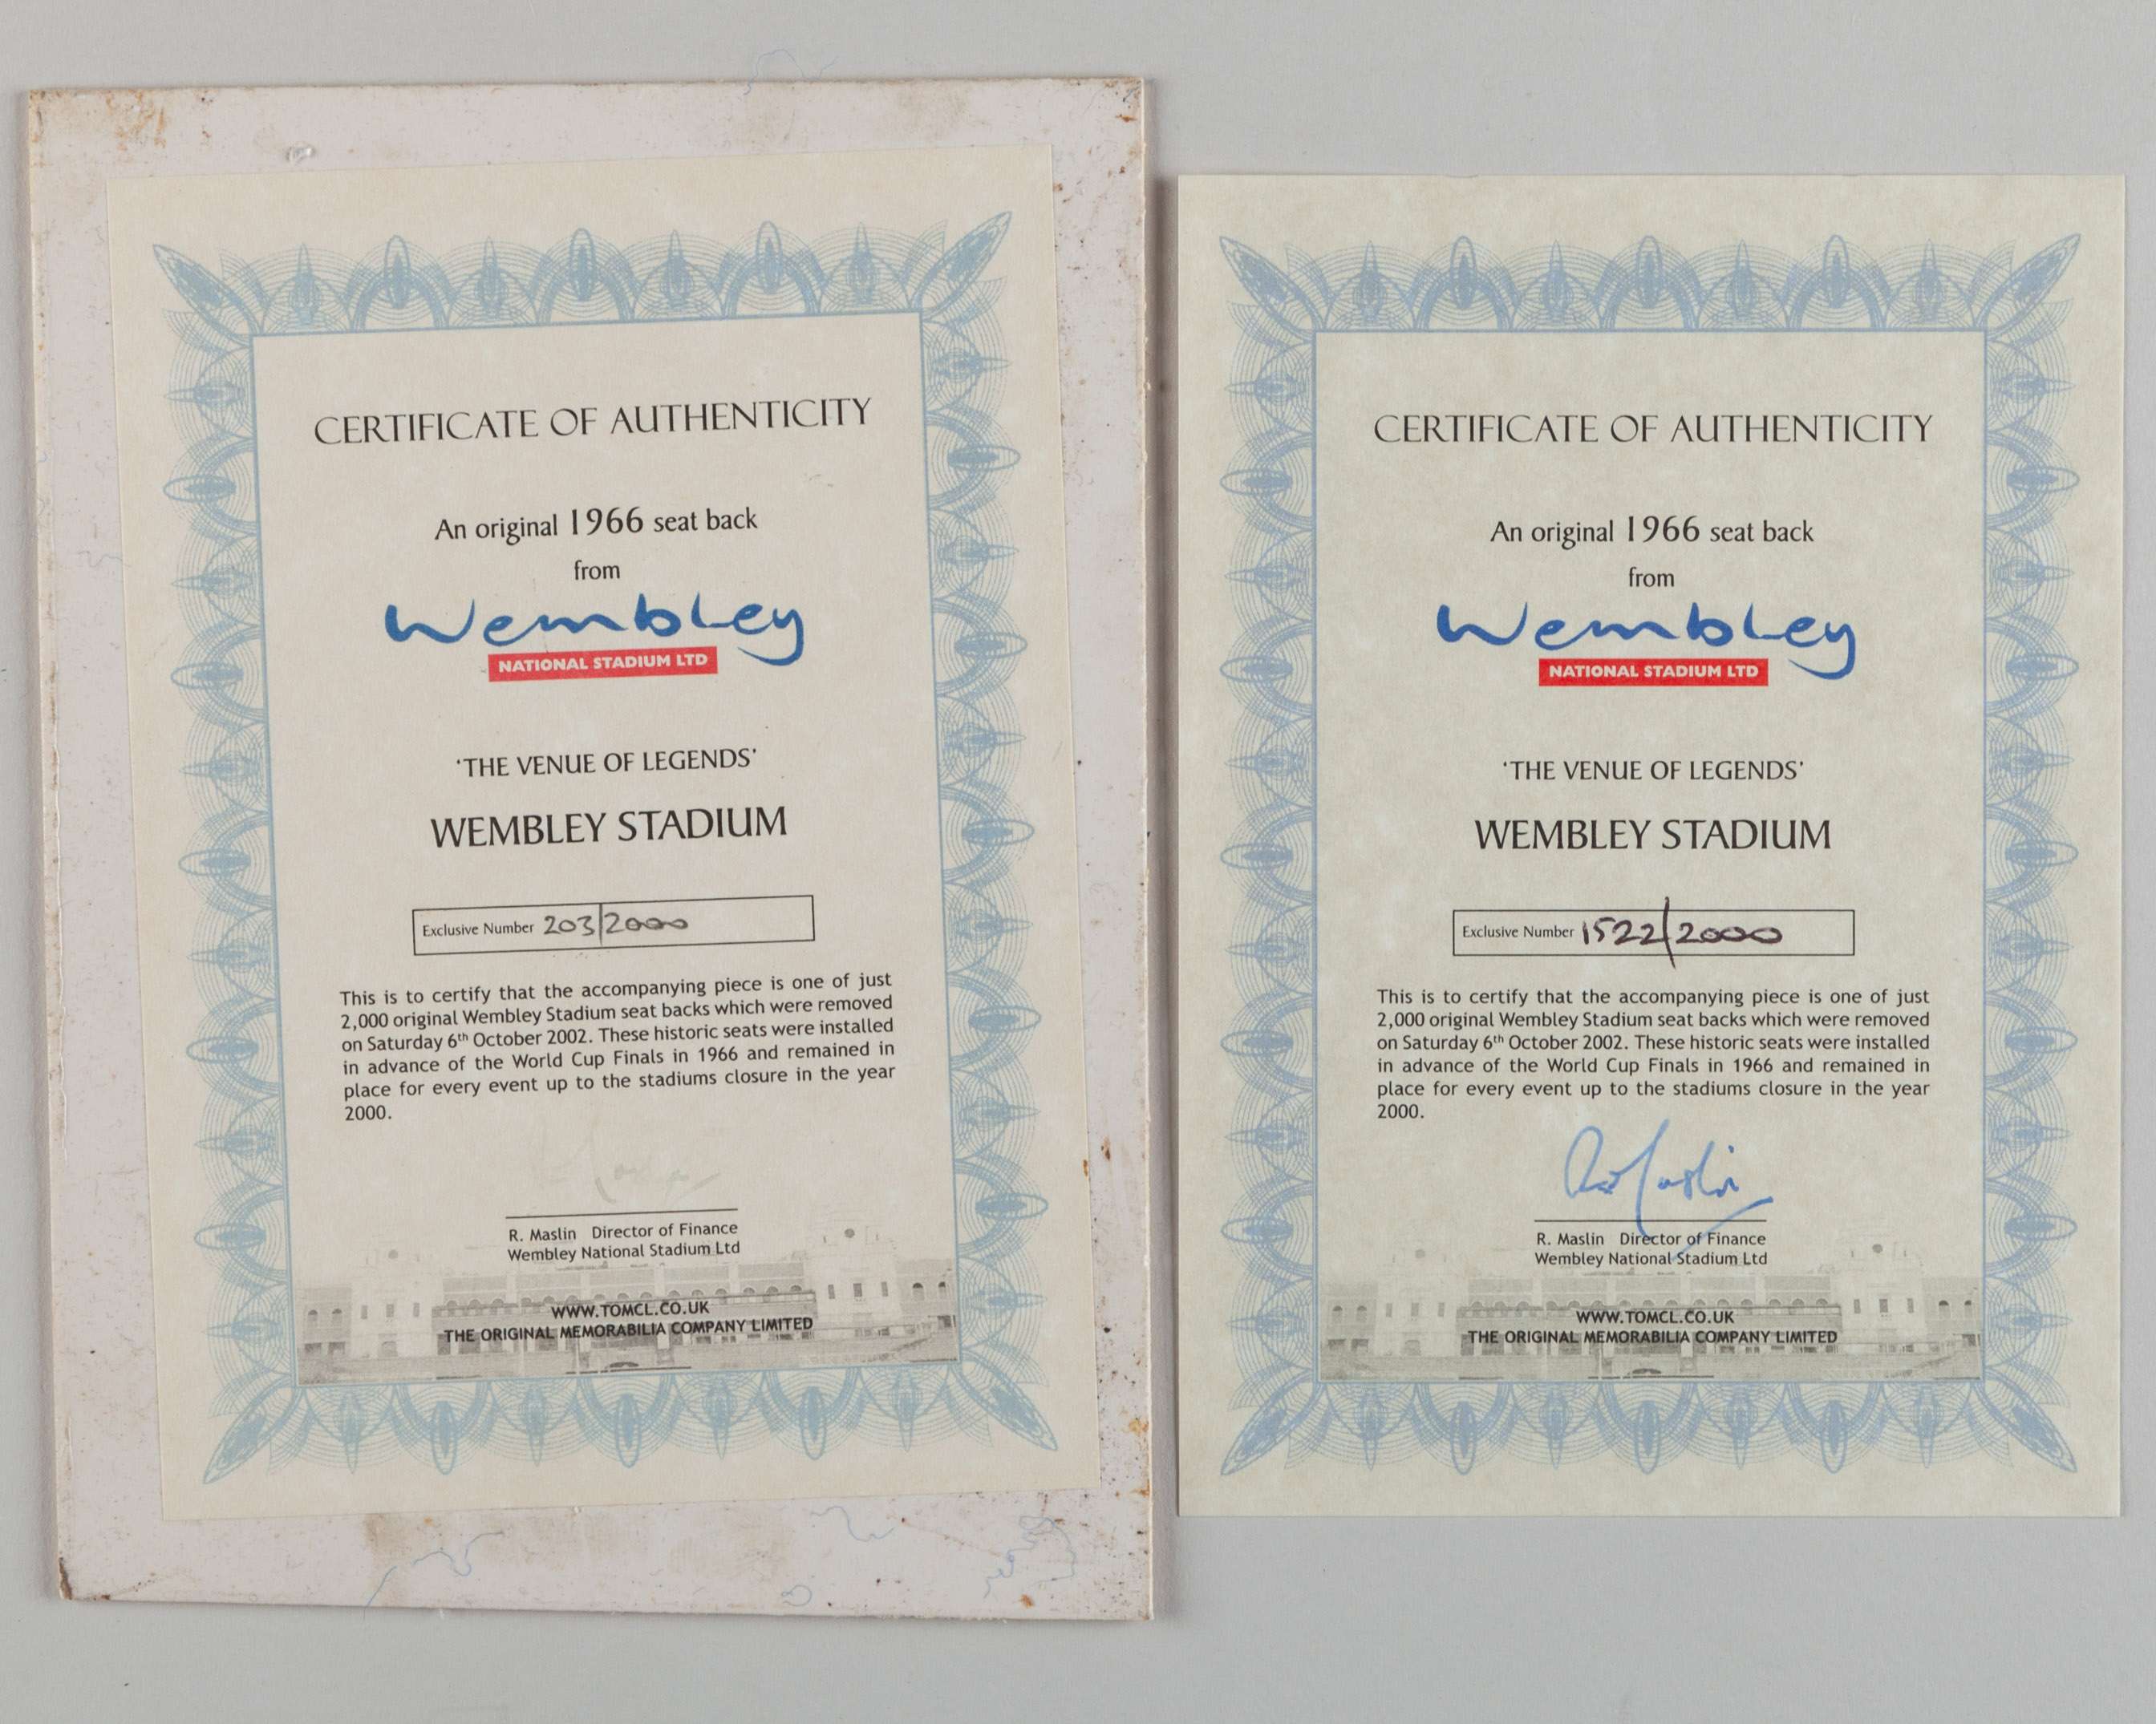 CERTIFICATE OF AUTHENTICITY
An original 1966 seat back
from
Wembley
NATIONAL STADIUM LTD
'THE VENUE OF LEGENDS'
WEMBLEY STADIUM
Exclusive Number 203/2000
This is to certify that the accompanying piece is one of just
2,000 original Wembley Stadium seat backs which were removed
on Saturday 6th October 2002. These historic seats were installed
in advance of the World Cup Finals in 1966 and remained in
place for every event up to the stadiums closure in the year
2000.
R. Maslin Director of Finance
Wembley National Stadium Ltd
WWW.TOMCL.CO.UK
THE ORIGINAL MEMORABILIA COMPANY LIMITED
CERTIFICATE OF AUTHENTICITY
An original 1966 seat back
from
Wembley
NATIONAL STADIUM LTD
'THE VENUE OF LEGENDS'
WEMBLEY STADIUM
Exclusive Number 1522/2000
This is to certify that the accompanying piece is one of just
2,000 original Wembley Stadium seat backs which were removed
on Saturday 6th October 2002. These historic seats were installed
in advance of the World Cup Finals in 1966 and remained in
place for every event up to the stadiums closure in the year
2000.
R Maslin
R. Maslin Director of Finance
Wembley National Stadium Ltd
WWW.TOMCL.CO.UK
THE ORIGINAL MEMORABILIA COMPANY LIMITED